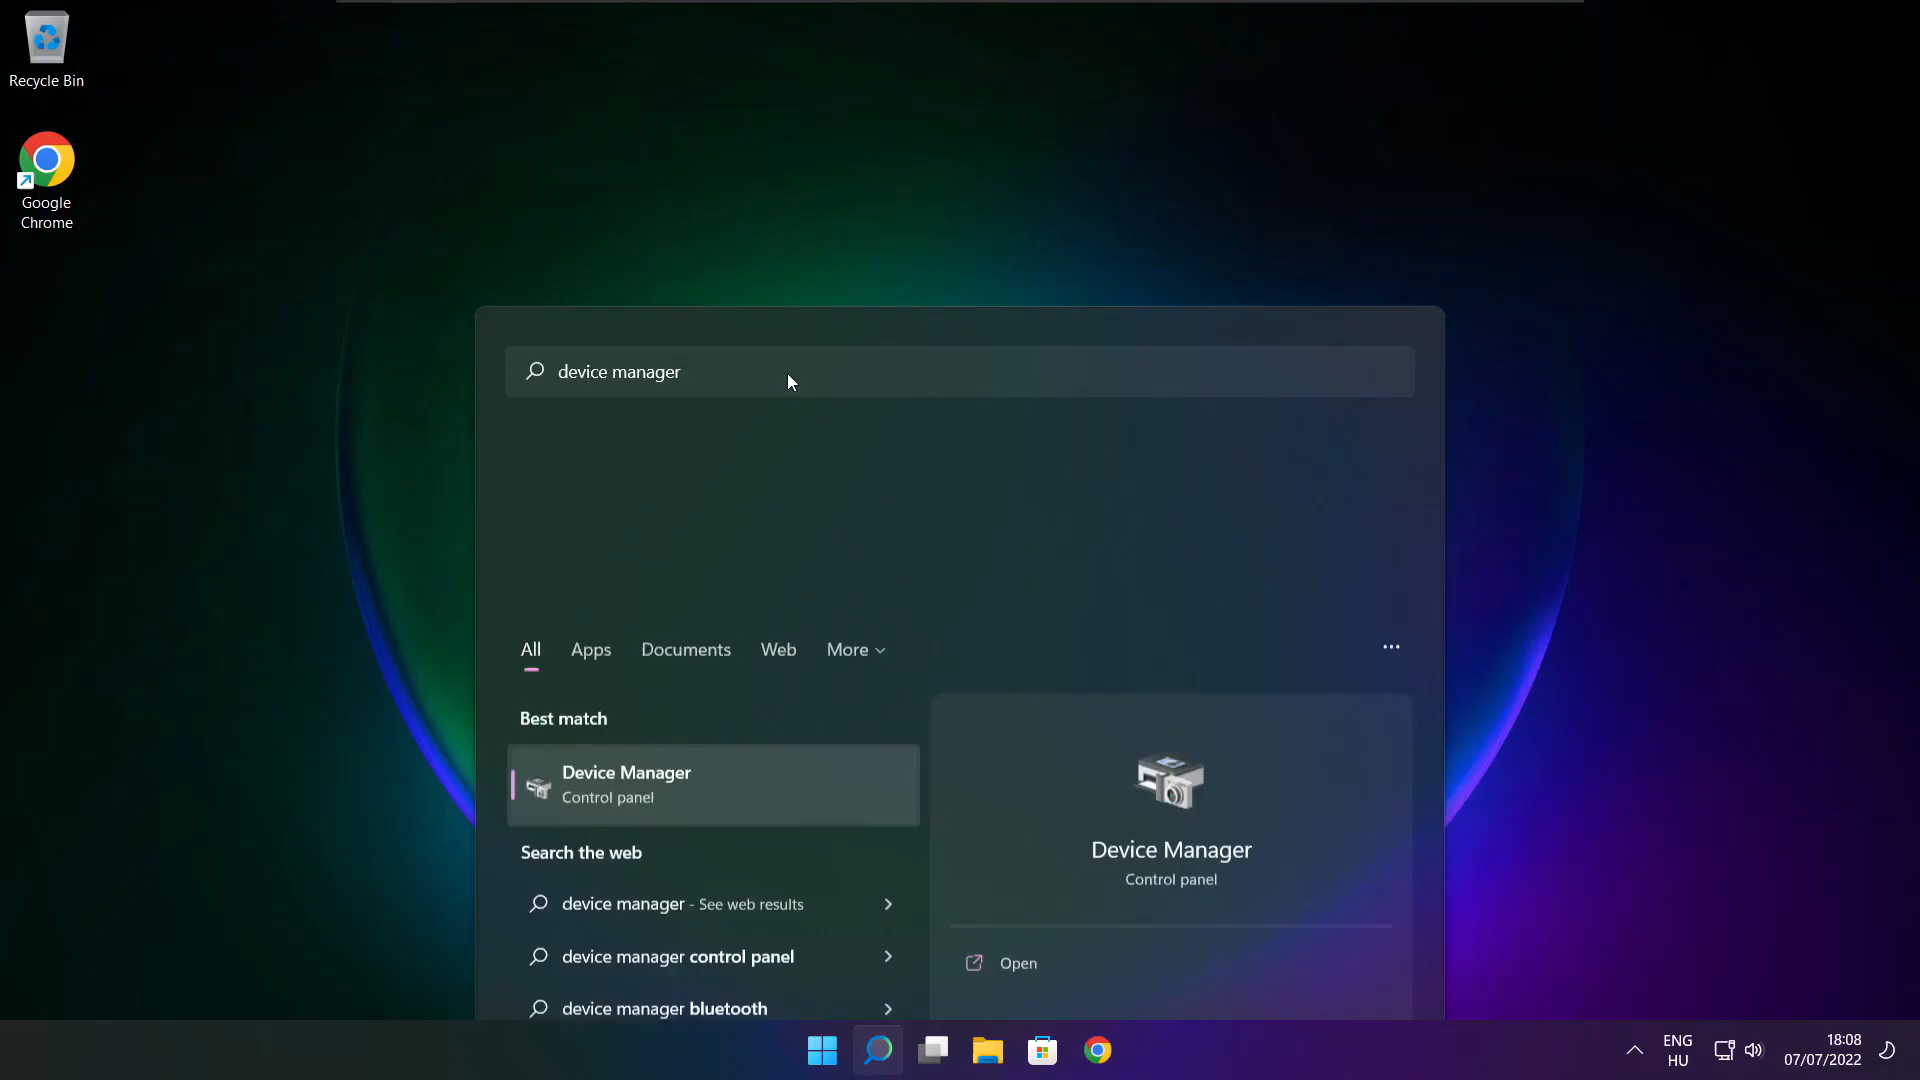 Recycle Bin
Google
Chrome
device manager
All Apps Documents Web More
Best match
Device Manager
Control panel
Search the web
device manager - See web results
device manager control panel
device manager bluetooth
Device Manager
Control panel
Open
ENG
HU
18:08
07/07/2022